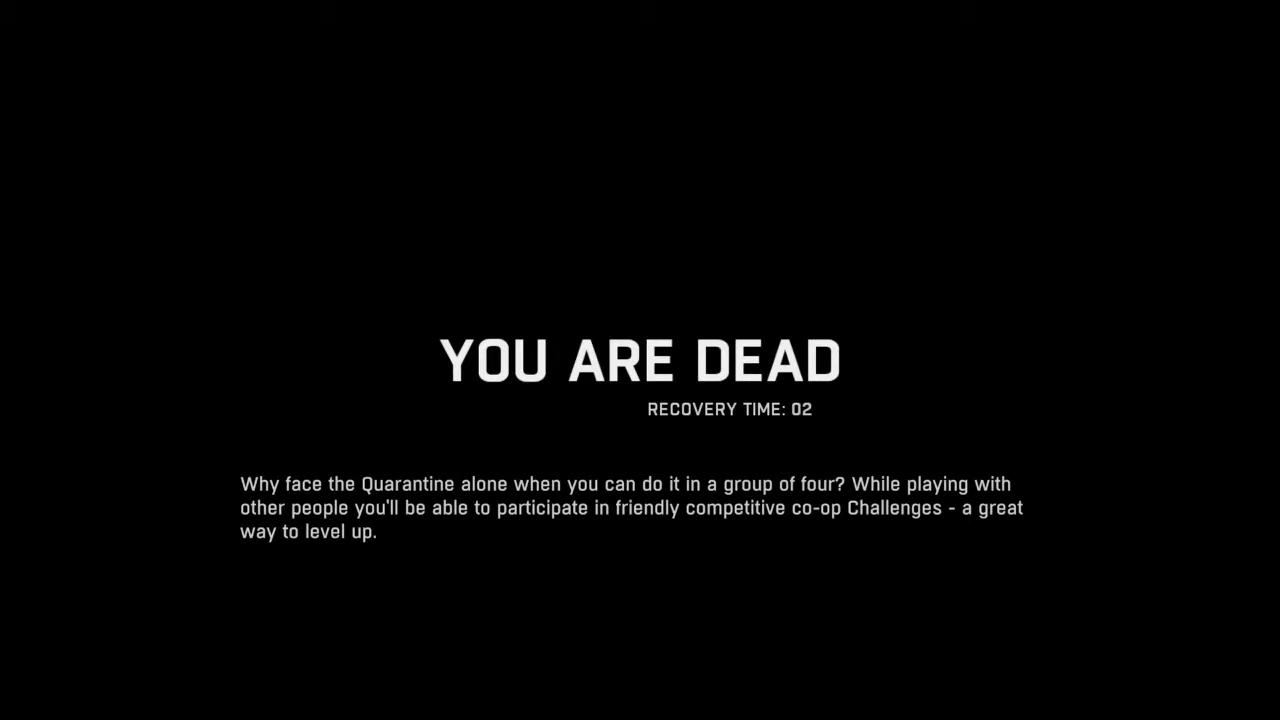 YOU ARE DEAD
RECOVERY TIME: 02
Why face the Quarantine alone when you can do it in a group of four? While playing with
other people you'll be able to participate in friendly competitive co-op Challenges - a great
way to level up.